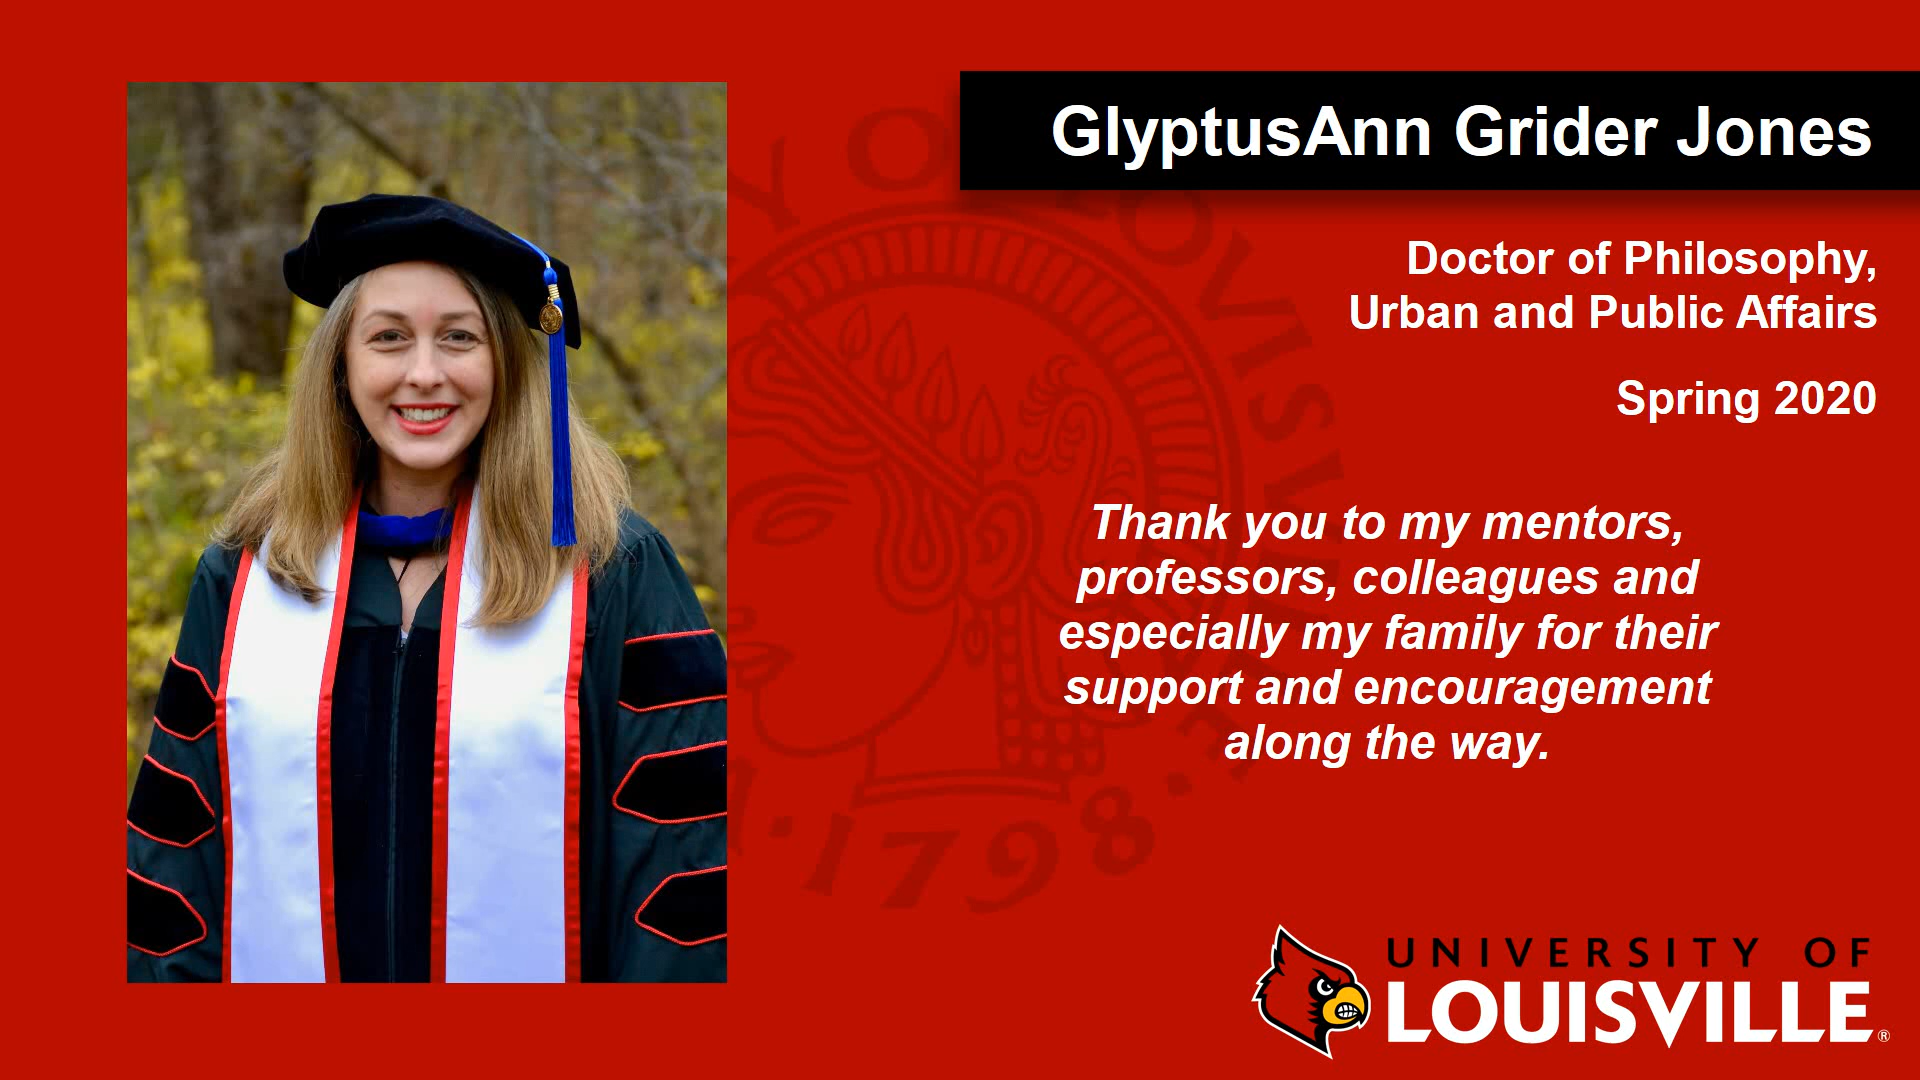 GlyptusAnn Grider Jones
Doctor of Philosophy,
Urban and Public Affairs
Spring 2020
Thank you to my mentors,
professors, colleagues and
especially my family for their
support and encouragement
along the way.
1798
UNIVERSITY OF
LOUISVILLE®